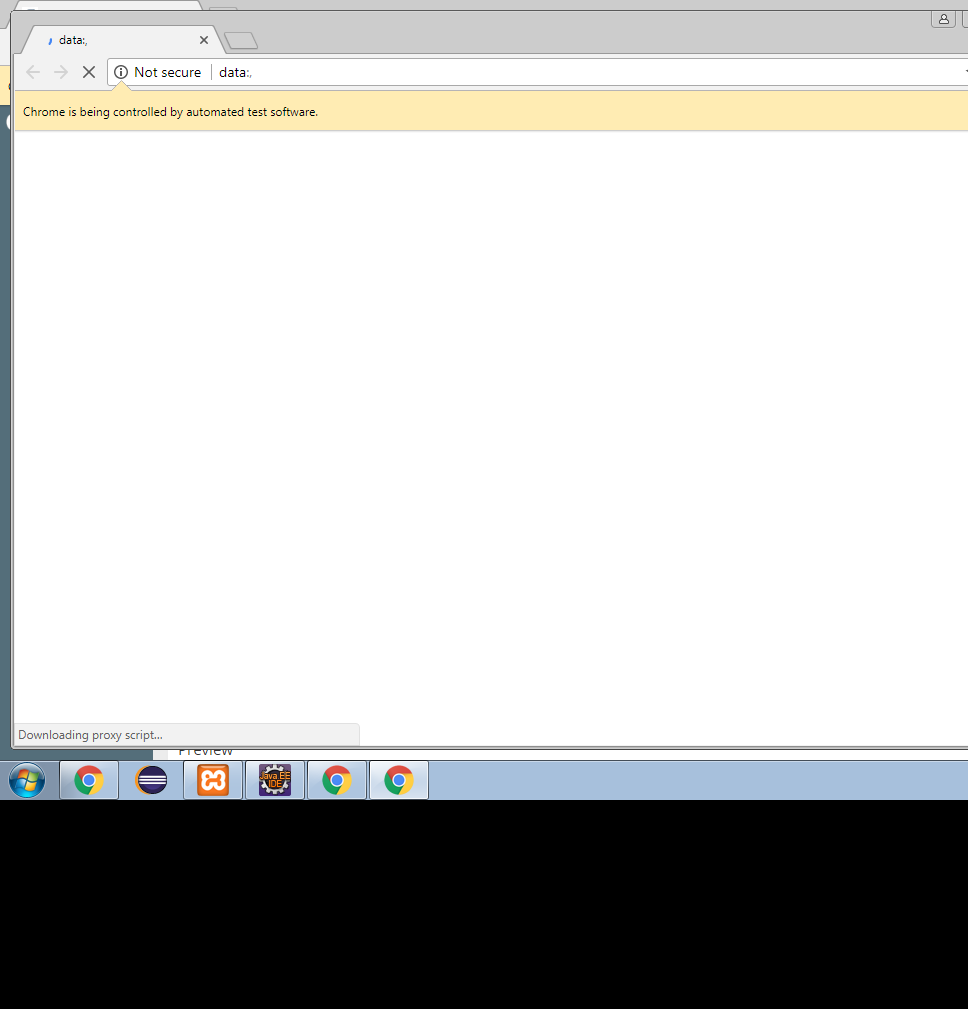 data:,
Not secure
data:,
Chrome is being controlled by automated test software.
Downloading proxy script...
Preview
Java EE
IDE